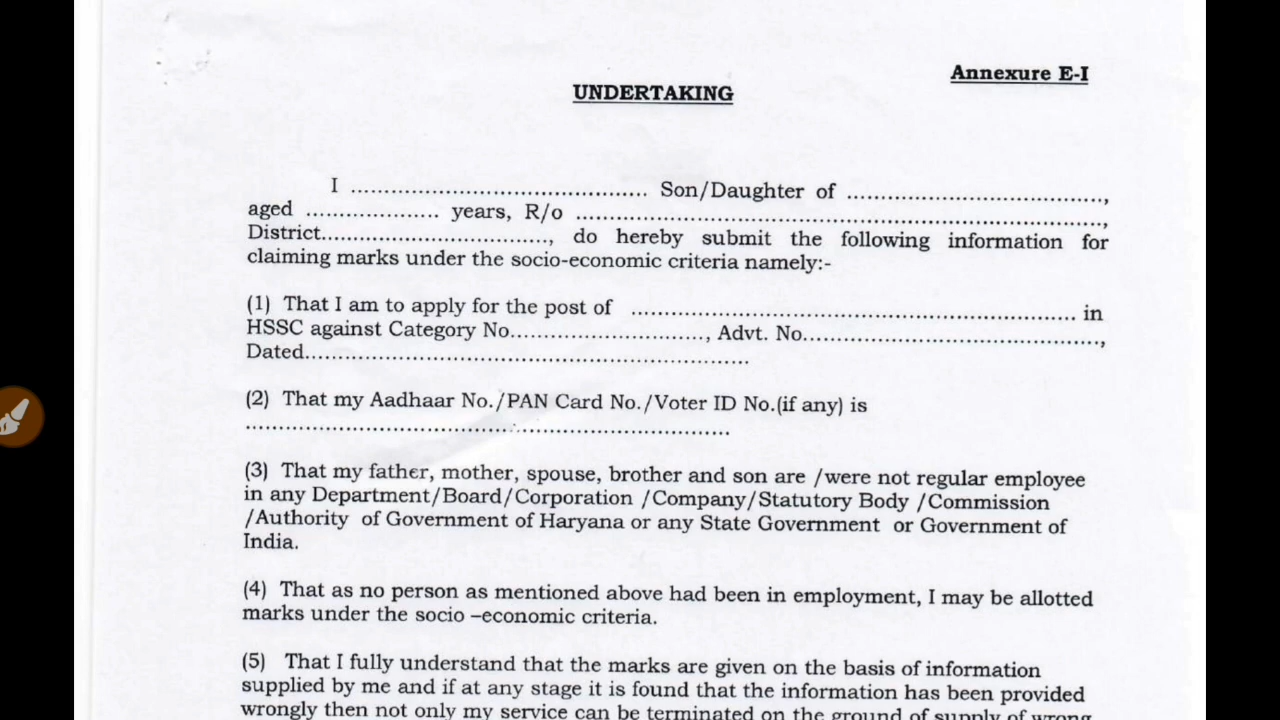 Annexure E-I
UNDERTAKING
I ............................................. Son/Daughter of .......................................,
aged .................... years, R/o ................................................................................,
District..................................., do hereby submit the following information for
claiming marks under the socio-economic criteria namely:-
(1) That I am to apply for the post of ................................................................... in
HSSC against Category No.............................., Advt. No.............................................,
Dated...................................................................
(2) That my Aadhaar No./PAN Card No./Voter ID No.(if any) is
.........................................................................
(3) That my father, mother, spouse, brother and son are /were not regular employee
in any Department/Board/Corporation /Company/Statutory Body /Commission
/Authority of Government of Haryana or any State Government or Government of
India.
(4) That as no person as mentioned above had been in employment, I may be allotted
marks under the socio –economic criteria.
(5) That I fully understand that the marks are given on the basis of information
supplied by me and if at any stage it is found that the information has been provided
wrongly then not only my service can be terminated on the ground of supply of wrong